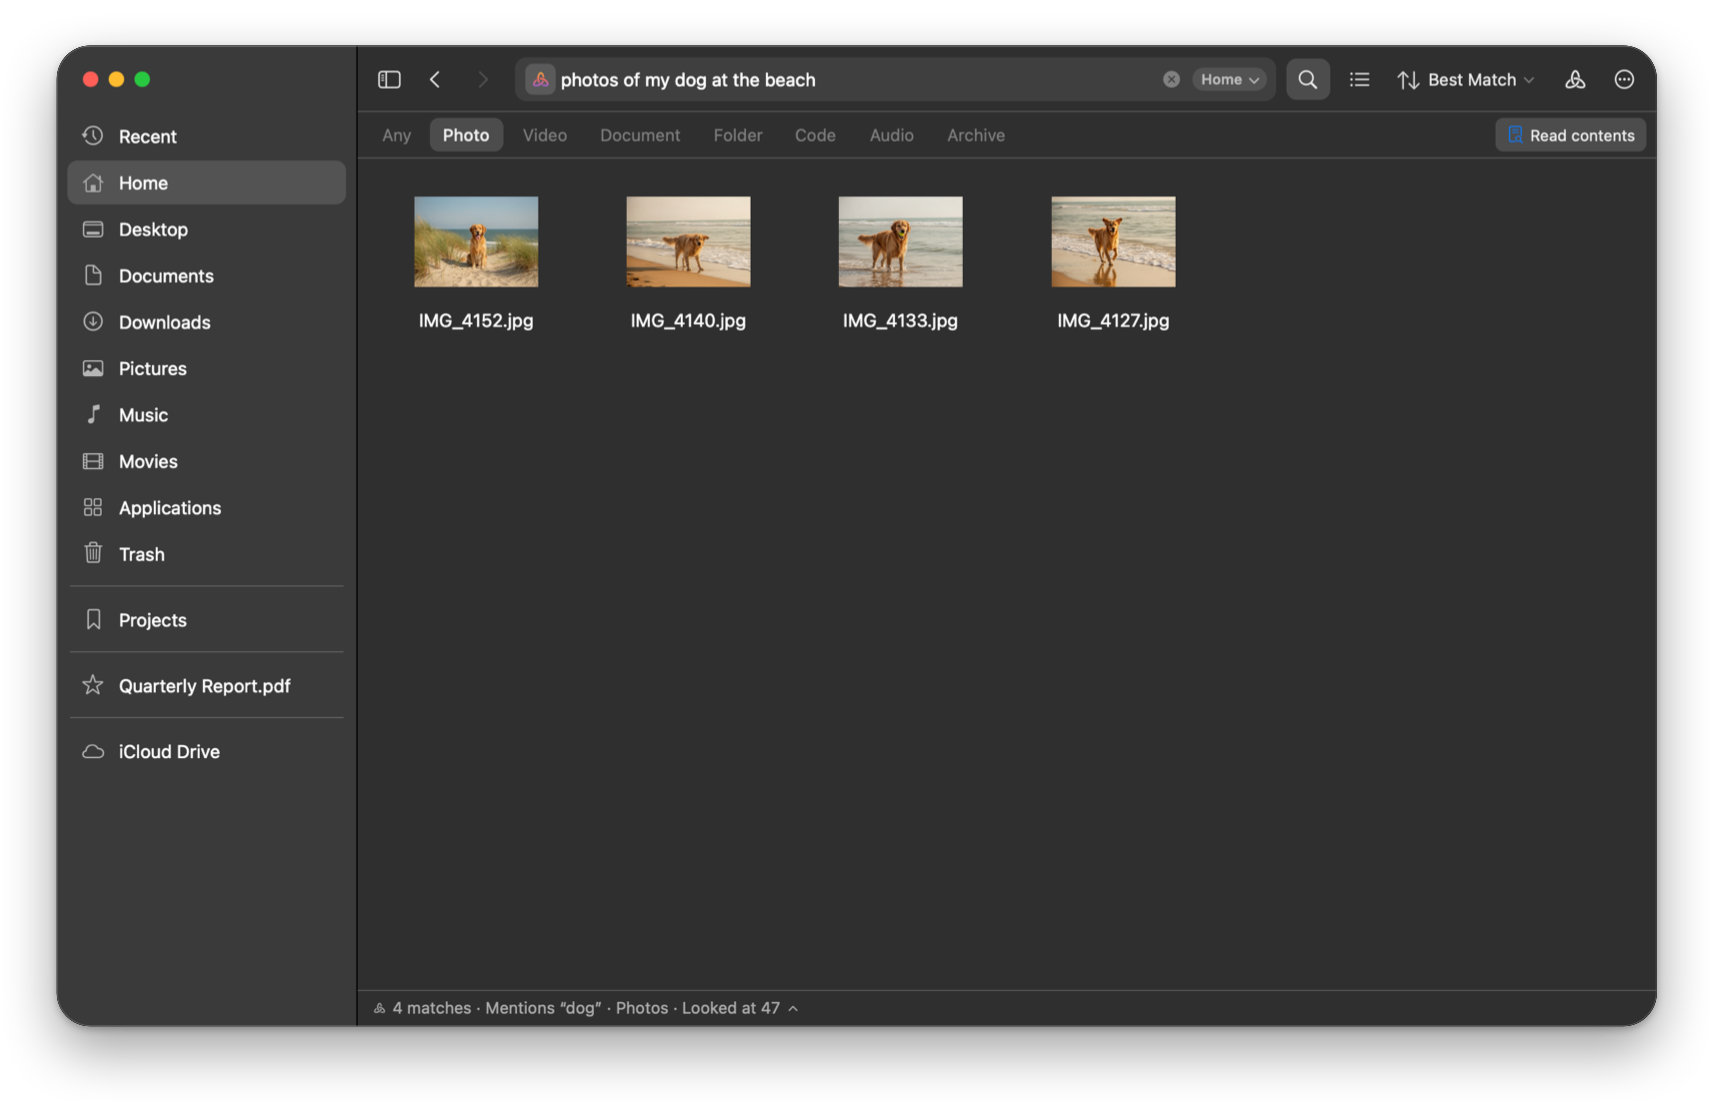 photos of my dog at the beach
Home
Best Match
Recent
Home
Desktop
Documents
Downloads
Pictures
Music
Movies
Applications
Trash
Projects
Quarterly Report.pdf
iCloud Drive
Any Photo Video Document Folder Code Audio Archive
Read contents
IMG_4152.jpg IMG_4140.jpg IMG_4133.jpg IMG_4127.jpg
4 matches · Mentions “dog” · Photos · Looked at 47